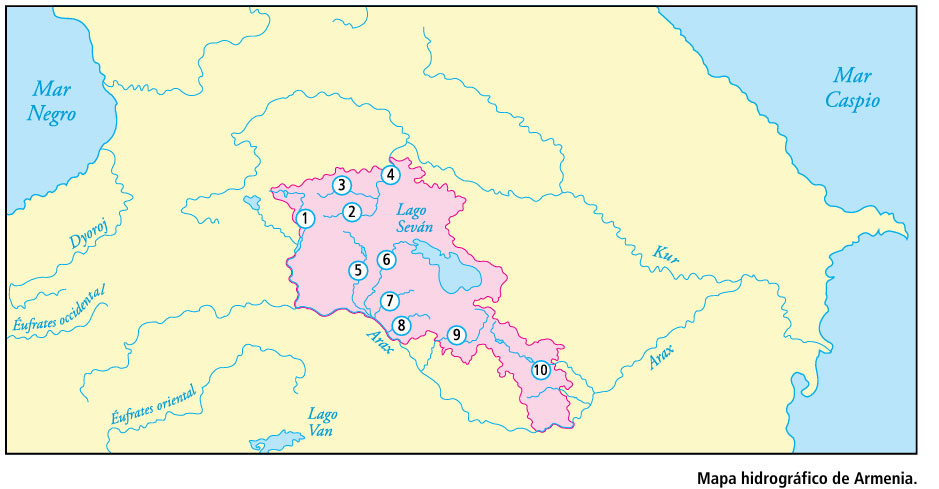 Mar
Negro
Mar
Caspio
4
3
2
1
Lago
Seván
Dyoroj
Kur
6
5
Éufrates occidental
7
8
9
Arax
Arax
10
Éufrates oriental
Lago
Van
Mapa hidrográfico de Armenia.